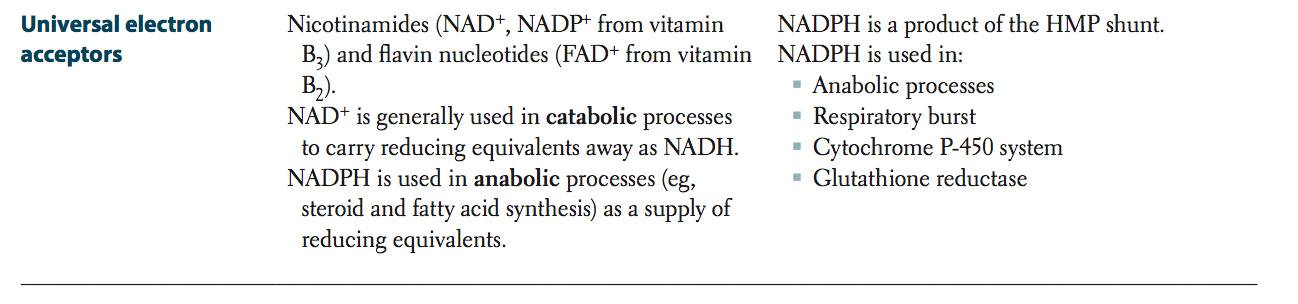 Universal electron
acceptors
Nicotinamides (NAD⁺, NADP⁺ from vitamin
B₃) and flavin nucleotides (FAD⁺ from vitamin
B₂).
NAD⁺ is generally used in catabolic processes
to carry reducing equivalents away as NADH.
NADPH is used in anabolic processes (eg,
steroid and fatty acid synthesis) as a supply of
reducing equivalents.
NADPH is a product of the HMP shunt.
NADPH is used in:
▪ Anabolic processes
▪ Respiratory burst
▪ Cytochrome P-450 system
▪ Glutathione reductase